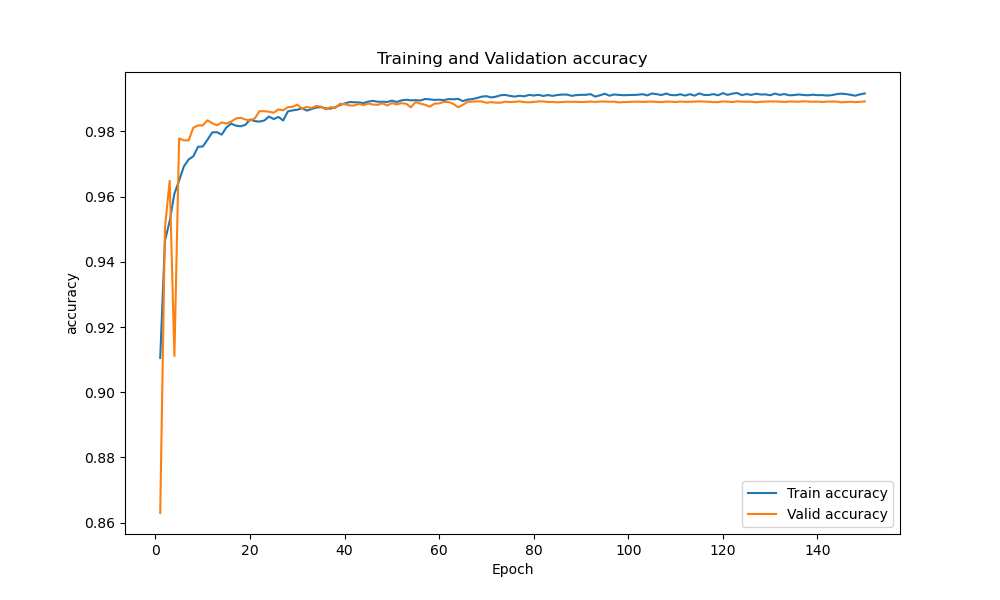 Training and Validation accuracy
accuracy
0.98
0.96
0.94
0.92
0.90
0.88
0.86
0 20 40 60 80 100 120 140
Epoch
Train accuracy
Valid accuracy